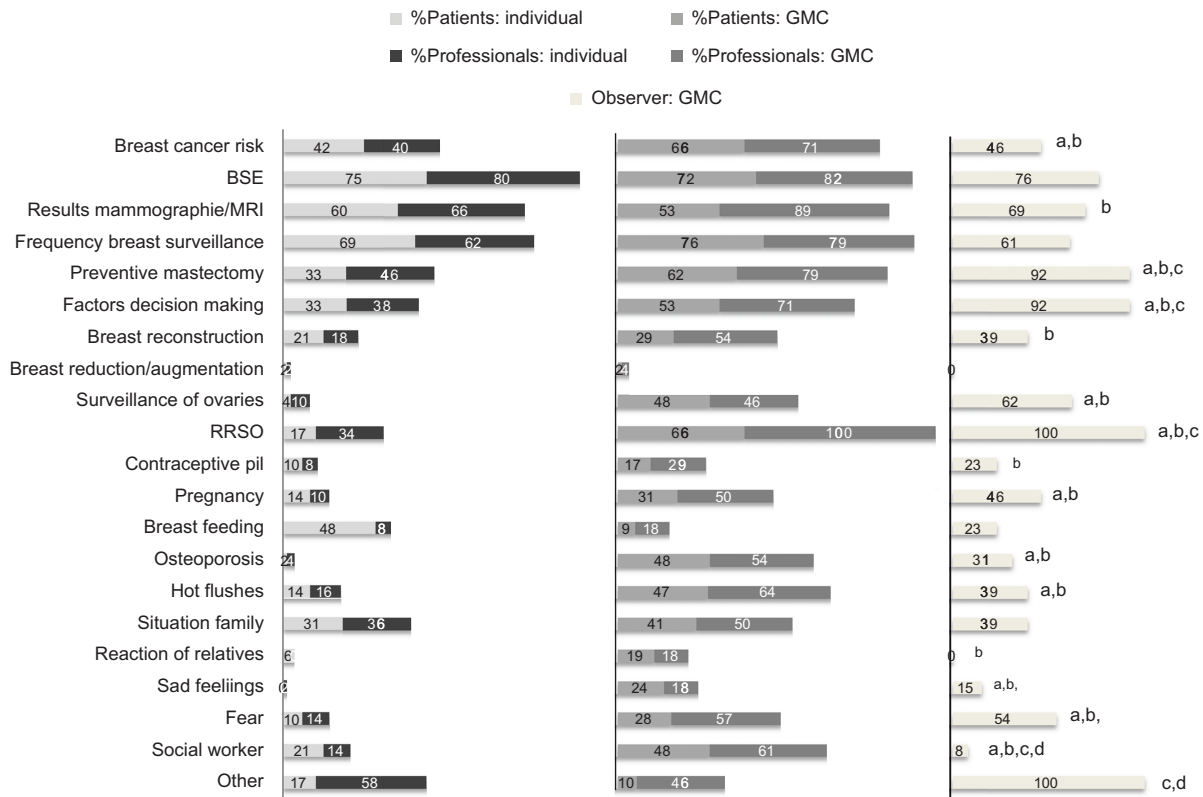 %Patients: individual %Patients: GMC
%Professionals: individual %Professionals: GMC
Observer: GMC
Breast cancer risk 42 40 66 71 46 a,b
BSE 75 80 72 82 76
Results mammographie/MRI 60 66 53 89 69 b
Frequency breast surveillance 69 62 76 79 61
Preventive mastectomy 33 46 62 79 92 a,b,c
Factors decision making 33 38 53 71 92 a,b,c
Breast reconstruction 21 18 29 54 39 b
Breast reduction/augmentation 2 2 2 4 0
Surveillance of ovaries 4 10 48 46 62 a,b
RRSO 17 34 66 100 100 a,b,c
Contraceptive pil 10 8 17 29 23 b
Pregnancy 14 10 31 50 46 a,b
Breast feeding 48 8 9 18 23
Osteoporosis 2 4 48 54 31 a,b
Hot flushes 14 16 47 64 39 a,b
Situation family 31 36 41 50 39
Reaction of relatives 6 19 18 0 b
Sad feeliings 24 18 15 a,b,
Fear 10 14 28 57 54 a,b,
Social worker 21 14 48 61 8 a,b,c,d
Other 17 58 10 46 100 c,d